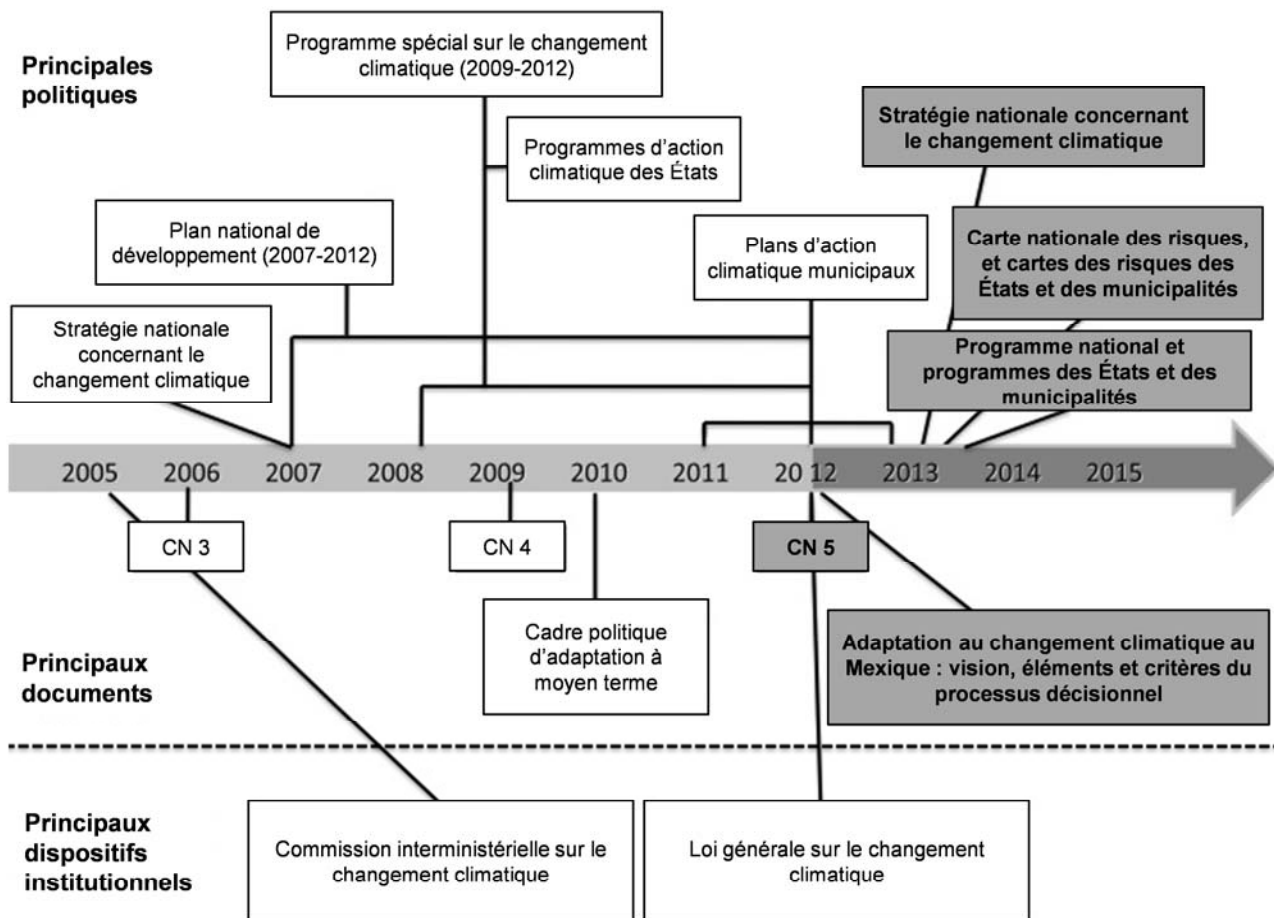 Principales
politiques
Programme spécial sur le changement
climatique (2009-2012)
Programmes d'action
climatique des États
Stratégie nationale concernant
le changement climatique
Plan national de
développement (2007-2012)
Plans d'action
climatique municipaux
Carte nationale des risques,
et cartes des risques des
États et des municipalités
Stratégie nationale
concernant le
changement climatique
Programme national et
programmes des États et des
municipalités
2005 2006 2007 2008 2009 2010 2011 2012 2013 2014 2015
CN 3
CN 4
CN 5
Principaux
documents
Cadre politique
d'adaptation à
moyen terme
Adaptation au changement climatique au
Mexique : vision, éléments et critères du
processus décisionnel
Principaux
dispositifs
institutionnels
Commission interministérielle sur le
changement climatique
Loi générale sur le changement
climatique